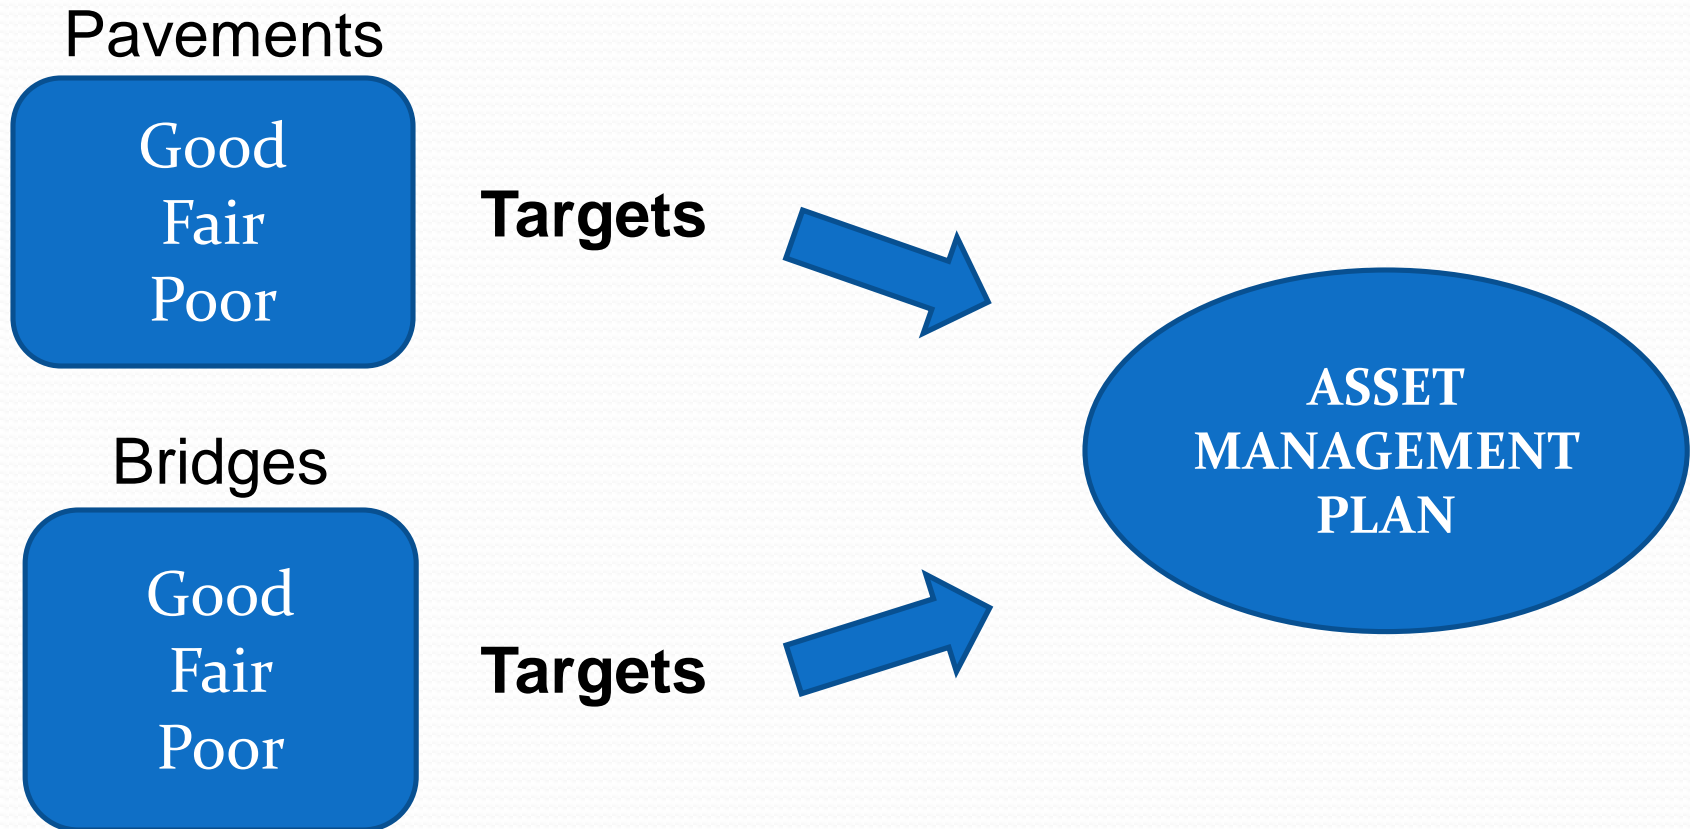 Pavements
Good
Fair
Poor
Targets
Bridges
Good
Fair
Poor
Targets
ASSET
MANAGEMENT
PLAN